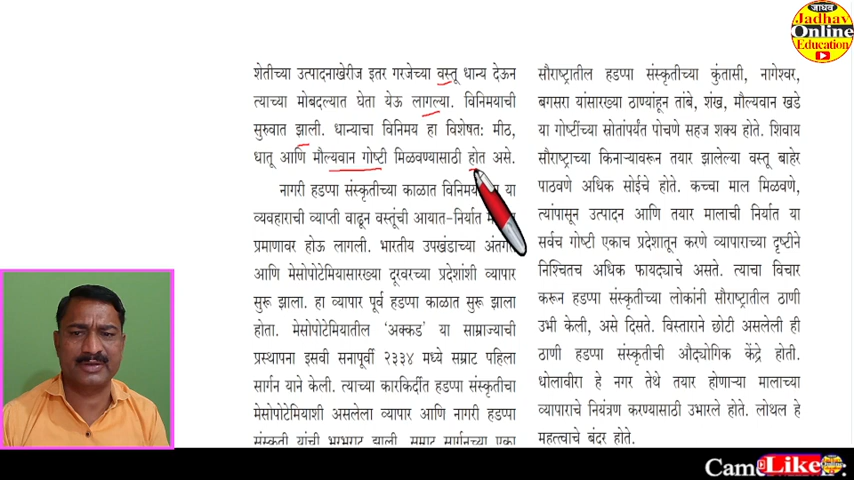 जाधव
Jadhav
Online
Education
शेतीच्या उत्पादनाखेरीज इतर गरजेच्या वस्तू धान्य देऊन
त्याच्या मोबदल्यात घेता येऊ लागल्या. विनिमयाची
सुरुवात झाली. धान्याचा विनिमय हा विशेषत: मीठ,
धातू आणि मौल्यवान गोष्टी मिळवण्यासाठी होत असे.
नागरी हडप्पा संस्कृतीच्या काळात या
व्यवहाराची व्याप्ती वाढून वस्तूंची आयात-निर्यात
प्रमाणावर होऊ लागली. भारतीय उपखंडाच्या
आणि मेसोपोटेमियासारख्या दूरवरच्या प्रदेशांशी व्यापार
सुरू झाला. हा व्यापार पूर्व हडप्पा काळात सुरू झाला
होता. मेसोपोटेमियातील ‘अक्कड’ या साम्राज्याची
प्रस्थापना इसवी सनापूर्वी २३३४ मध्ये सम्राट पहिला
सार्गन याने केली. त्याच्या कारकिर्दीत हडप्पा संस्कृतीचा
मेसोपोटेमियाशी असलेला व्यापार आणि नागरी हडप्पा
संस्कृती यांची भरभराट झाली. सम्राट सार्गनच्या एका
सौराष्ट्रातील हडप्पा संस्कृतीच्या कुंतासी, नागेश्वर,
बगसरा यांसारख्या ठाण्यांहून तांबे, शंख, मौल्यवान खडे
या गोष्टींच्या स्रोतांपर्यंत पोचणे सहज शक्य होते. शिवाय
सौराष्ट्राच्या किनाऱ्यावरून तयार झालेल्या वस्तू बाहेर
पाठवणे अधिक सोईचे होते. कच्चा माल मिळवणे,
त्यांपासून उत्पादन आणि तयार मालाची निर्यात या
सर्वच गोष्टी एकाच प्रदेशातून करणे व्यापाराच्या दृष्टीने
निश्चितच अधिक फायद्याचे असते. त्याचा विचार
करून हडप्पा संस्कृतीच्या लोकांनी सौराष्ट्रातील ठाणी
उभी केली, असे दिसते. विस्ताराने छोटी असलेली ही
ठाणी हडप्पा संस्कृतीची औद्योगिक केंद्रे होती.
धोलावीरा हे नगर तेथे तयार होणाऱ्या मालाच्या
व्यापाराचे नियंत्रण करण्यासाठी उभारले होते. लोथल हे
महत्त्वाचे बंदर होते.
Like